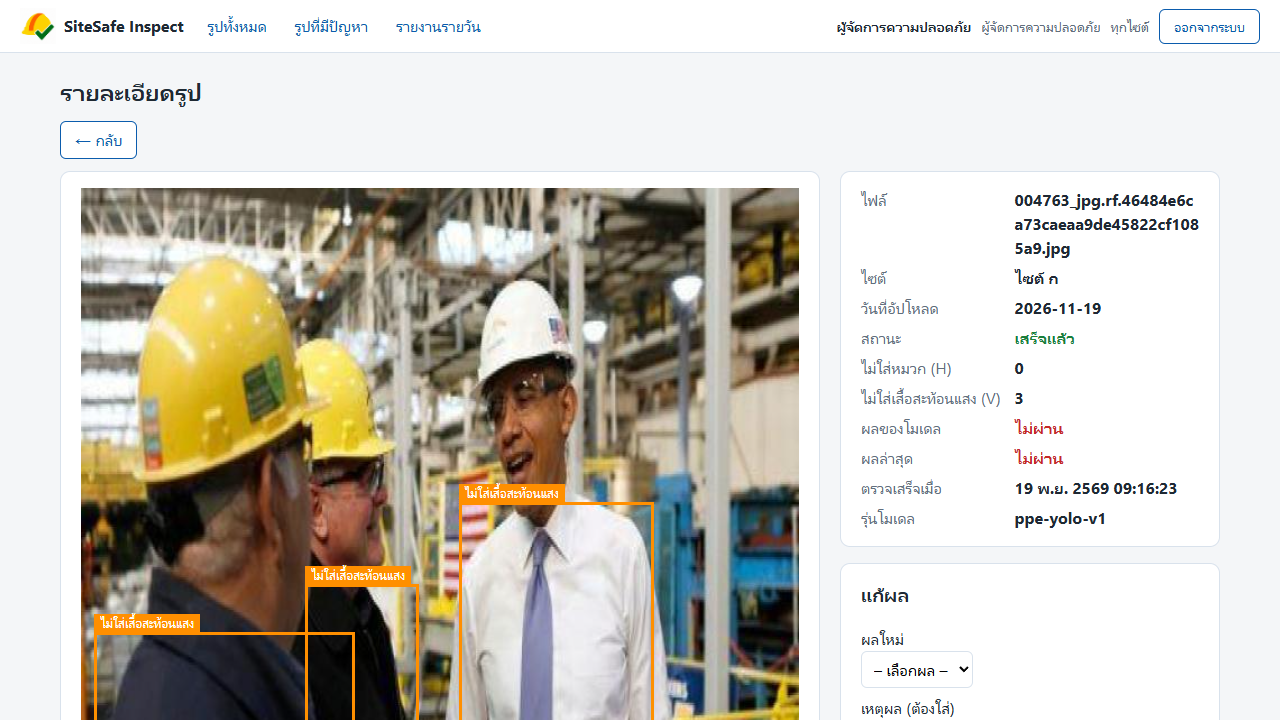 SiteSafe Inspect
รูปทั้งหมด
รูปที่มีปัญหา
รายงานรายวัน
ผู้จัดการความปลอดภัย
ผู้จัดการความปลอดภัย
ทุกไซต์
ออกจากระบบ
รายละเอียดรูป
← กลับ
ไม่ใส่เสื้อสะท้อนแสง
ไม่ใส่เสื้อสะท้อนแสง
ไม่ใส่เสื้อสะท้อนแสง
ไฟล์
004763_jpg.rf.46484e6c
a73caeaa9de45822cf108
5a9.jpg
ไซต์
ไซต์ ก
วันที่อัปโหลด
2026-11-19
สถานะ
เสร็จแล้ว
ไม่ใส่หมวก (H)
0
ไม่ใส่เสื้อสะท้อนแสง (V)
3
ผลของโมเดล
ไม่ผ่าน
ผลล่าสุด
ไม่ผ่าน
ตรวจเสร็จเมื่อ
19 พ.ย. 2569 09:16:23
รุ่นโมเดล
ppe-yolo-v1
แก้ผล
ผลใหม่
– เลือกผล –
เหตุผล (ต้องใส่)